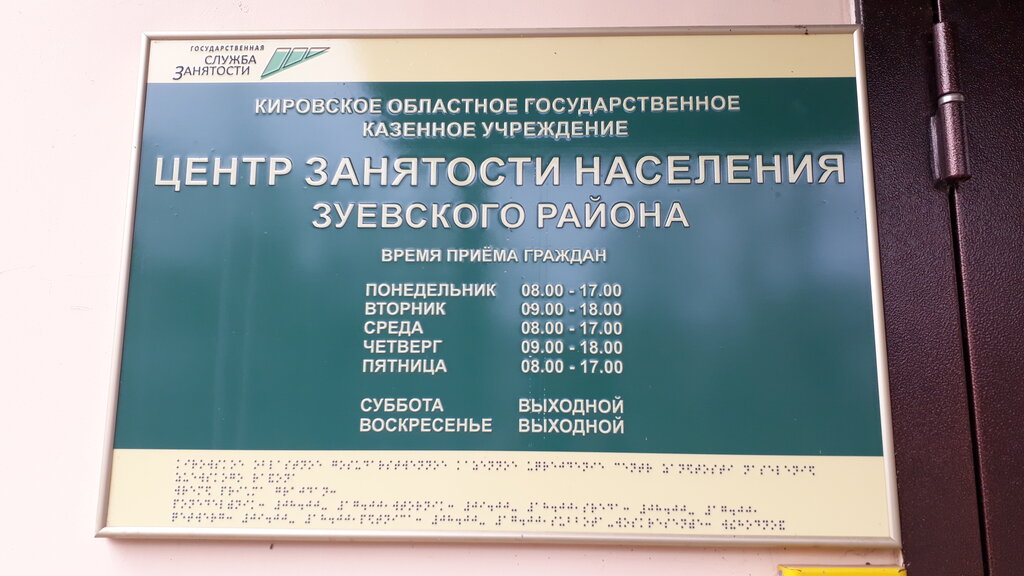 ГОСУДАРСТВЕННАЯ
СЛУЖБА
ЗАНЯТОСТИ
КИРОВСКОЕ ОБЛАСТНОЕ ГОСУДАРСТВЕННОЕ
КАЗЕННОЕ УЧРЕЖДЕНИЕ
ЦЕНТР ЗАНЯТОСТИ НАСЕЛЕНИЯ
ЗУЕВСКОГО РАЙОНА
ВРЕМЯ ПРИЁМА ГРАЖДАН
ПОНЕДЕЛЬНИК 08.00 - 17.00
ВТОРНИК 09.00 - 18.00
СРЕДА 08.00 - 17.00
ЧЕТВЕРГ 09.00 - 18.00
ПЯТНИЦА 08.00 - 17.00
СУББОТА ВЫХОДНОЙ
ВОСКРЕСЕНЬЕ ВЫХОДНОЙ